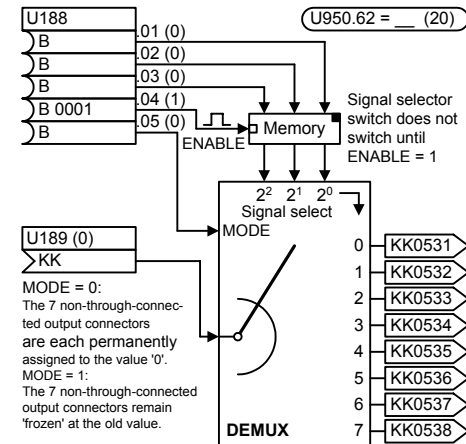 U188
U950.62 = __ (20)
B .01 (0)
B .02 (0)
B .03 (0)
B 0001 .04 (1)
B .05 (0)
ENABLE
Memory
Signal selector
switch does not
switch until
ENABLE = 1
2² 2¹ 2⁰
Signal select
MODE
U189 (0)
KK
MODE = 0:
The 7 non-through-connec-
ted output connectors
are each permanently
assigned to the value '0'.
MODE = 1:
The 7 non-through-connected
output connectors remain
'frozen' at the old value.
0 KK0531
1 KK0532
2 KK0533
3 KK0534
4 KK0535
5 KK0536
6 KK0537
7 KK0538
DEMUX